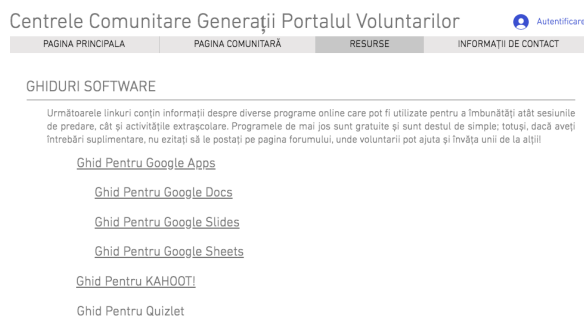 Centrele Comunitare Generații Portalul Voluntarilor
Autentificare
PAGINA PRINCIPALA PAGINA COMUNITARĂ RESURSE INFORMAȚII DE CONTACT
GHIDURI SOFTWARE
Următoarele linkuri conțin informații despre diverse programe online care pot fi utilizate pentru a îmbunătăți atât sesiunile
de predare, cât și activitățile extrașcolare. Programele de mai jos sunt gratuite și sunt destul de simple; totuși, dacă aveți
întrebări suplimentare, nu ezitați să le postați pe pagina forumului, unde voluntarii pot ajuta și învăța unii de la alții!
Ghid Pentru Google Apps
Ghid Pentru Google Docs
Ghid Pentru Google Slides
Ghid Pentru Google Sheets
Ghid Pentru KAHOOT!
Ghid Pentru Quizlet